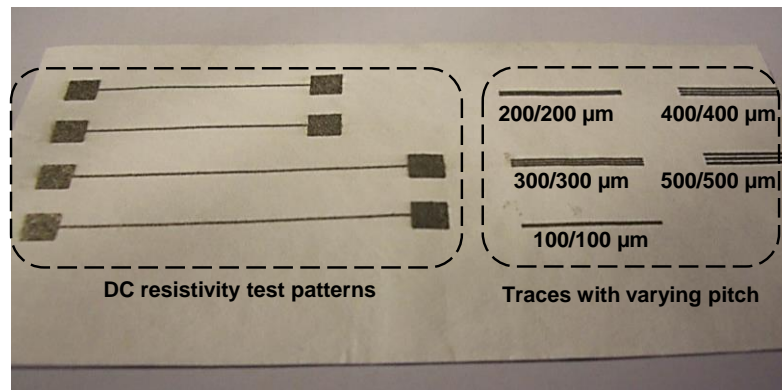 200/200 µm 400/400 µm
300/300 µm 500/500 µm
100/100 µm
DC resistivity test patterns Traces with varying pitch